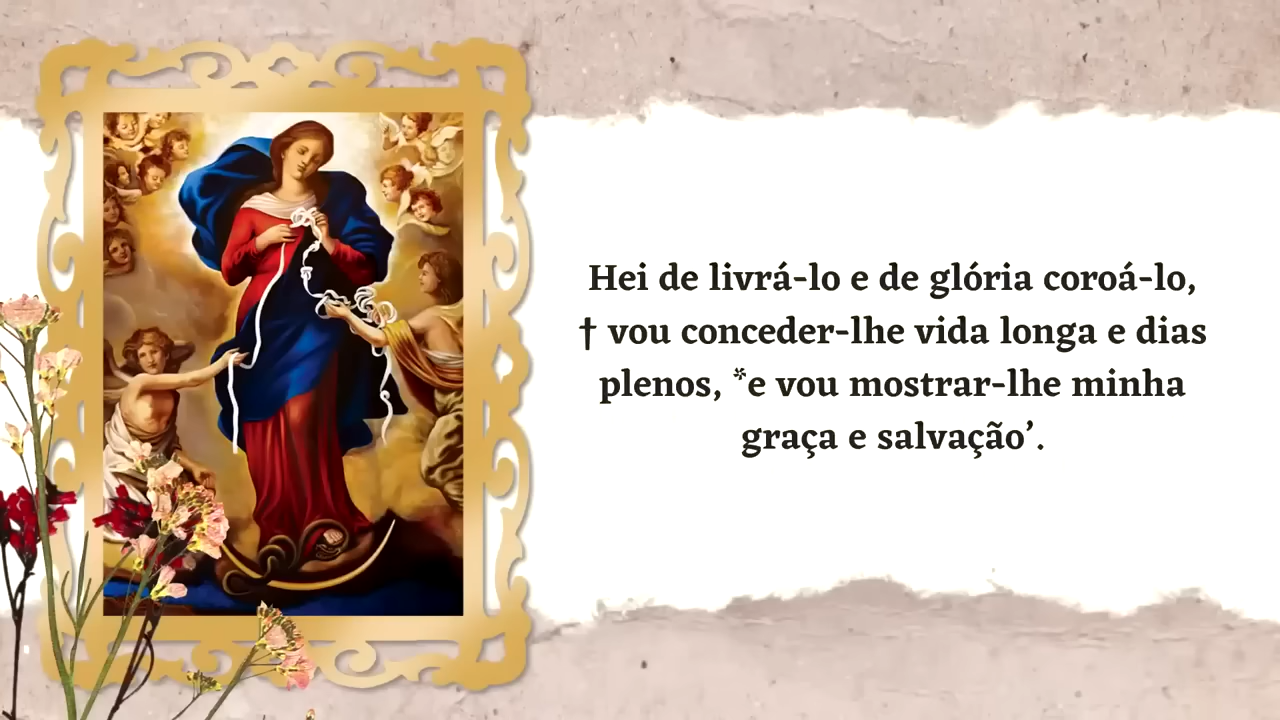 Hei de livrá-lo e de glória coroá-lo,
† vou conceder-lhe vida longa e dias
plenos, *e vou mostrar-lhe minha
graça e salvação’.